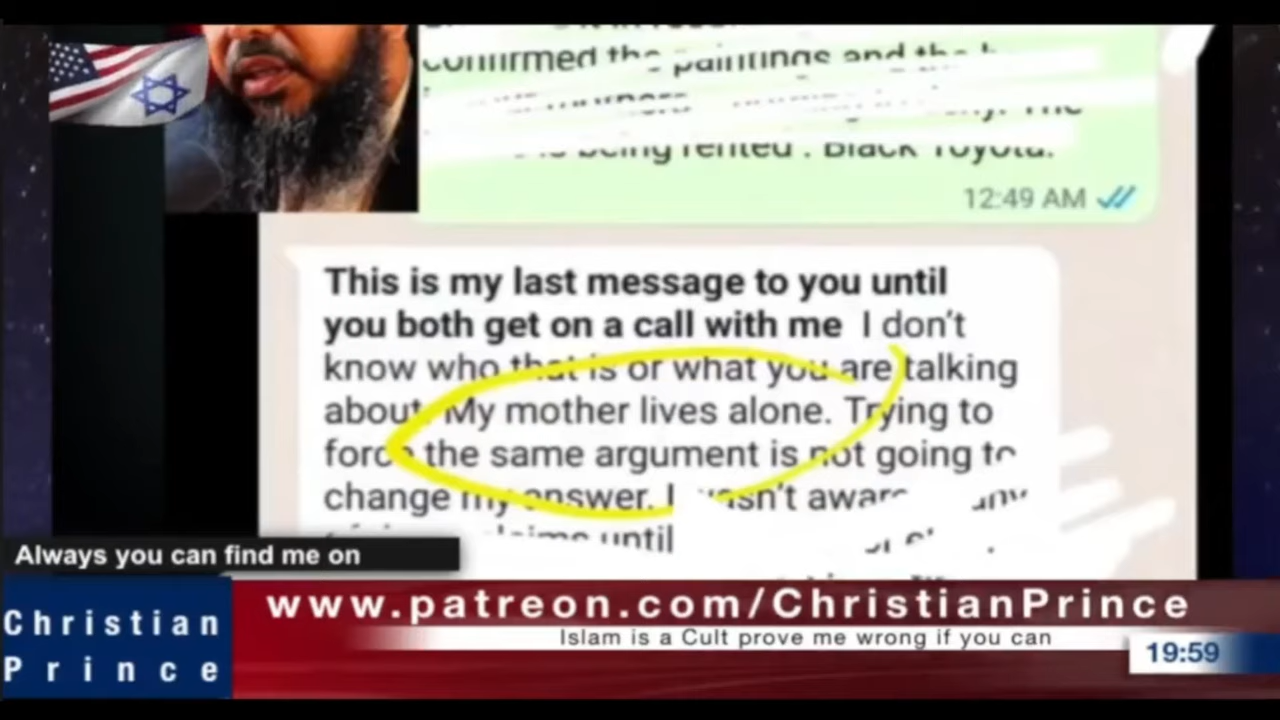 confirmed the paintings and the
being rented . Black Toyota.
12:49 AM
This is my last message to you until
you both get on a call with me I don't
know who that is or what you are talking
about. My mother lives alone. Trying to
force the same argument is not going to
change my answer. I wasn't aware any
until
Always you can find me on
Christian
Prince
www.patreon.com/ChristianPrince
Islam is a Cult prove me wrong if you can
19:59